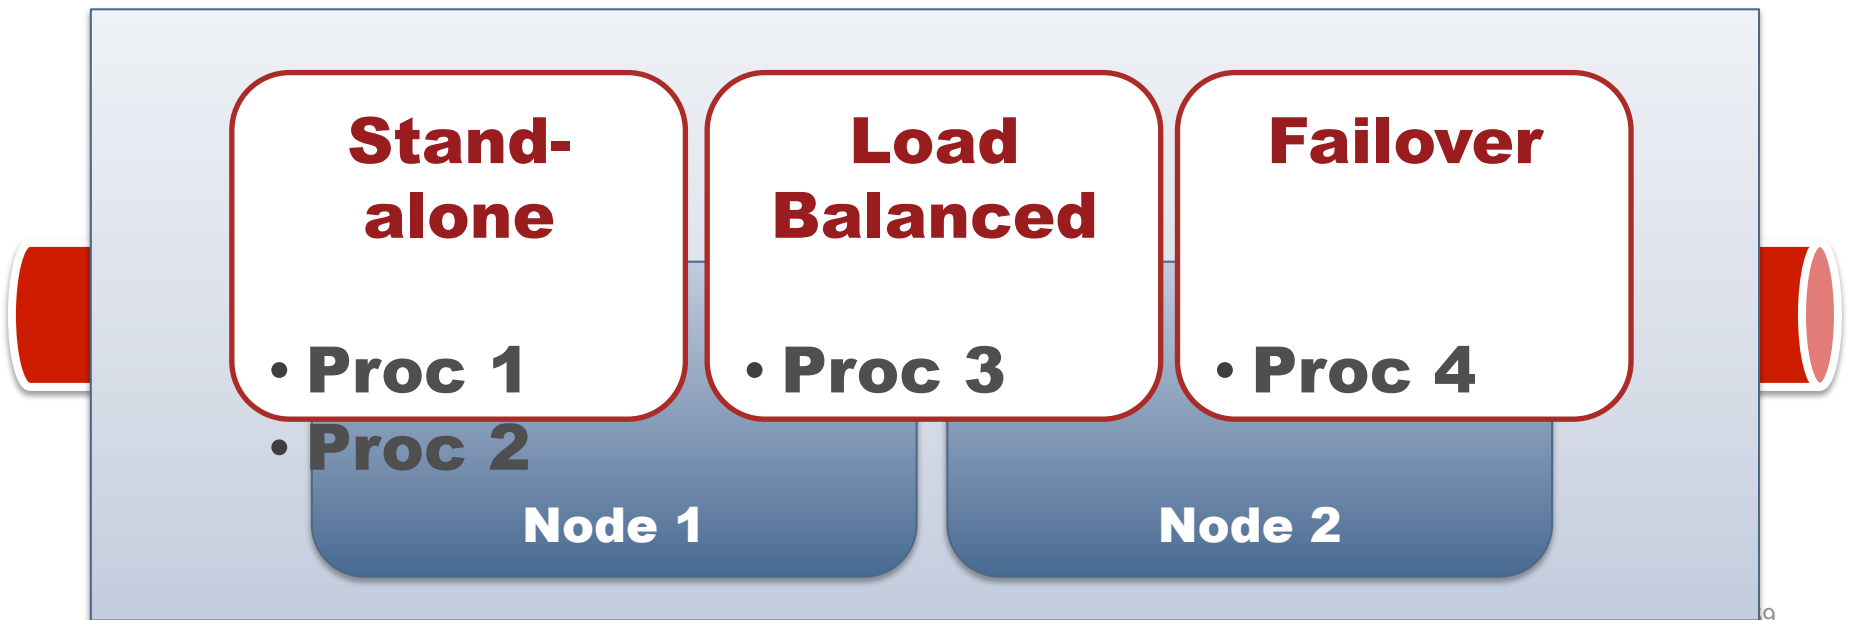 Stand-
alone
• Proc 1
• Proc 2
Load
Balanced
• Proc 3
Failover
• Proc 4
Node 1
Node 2